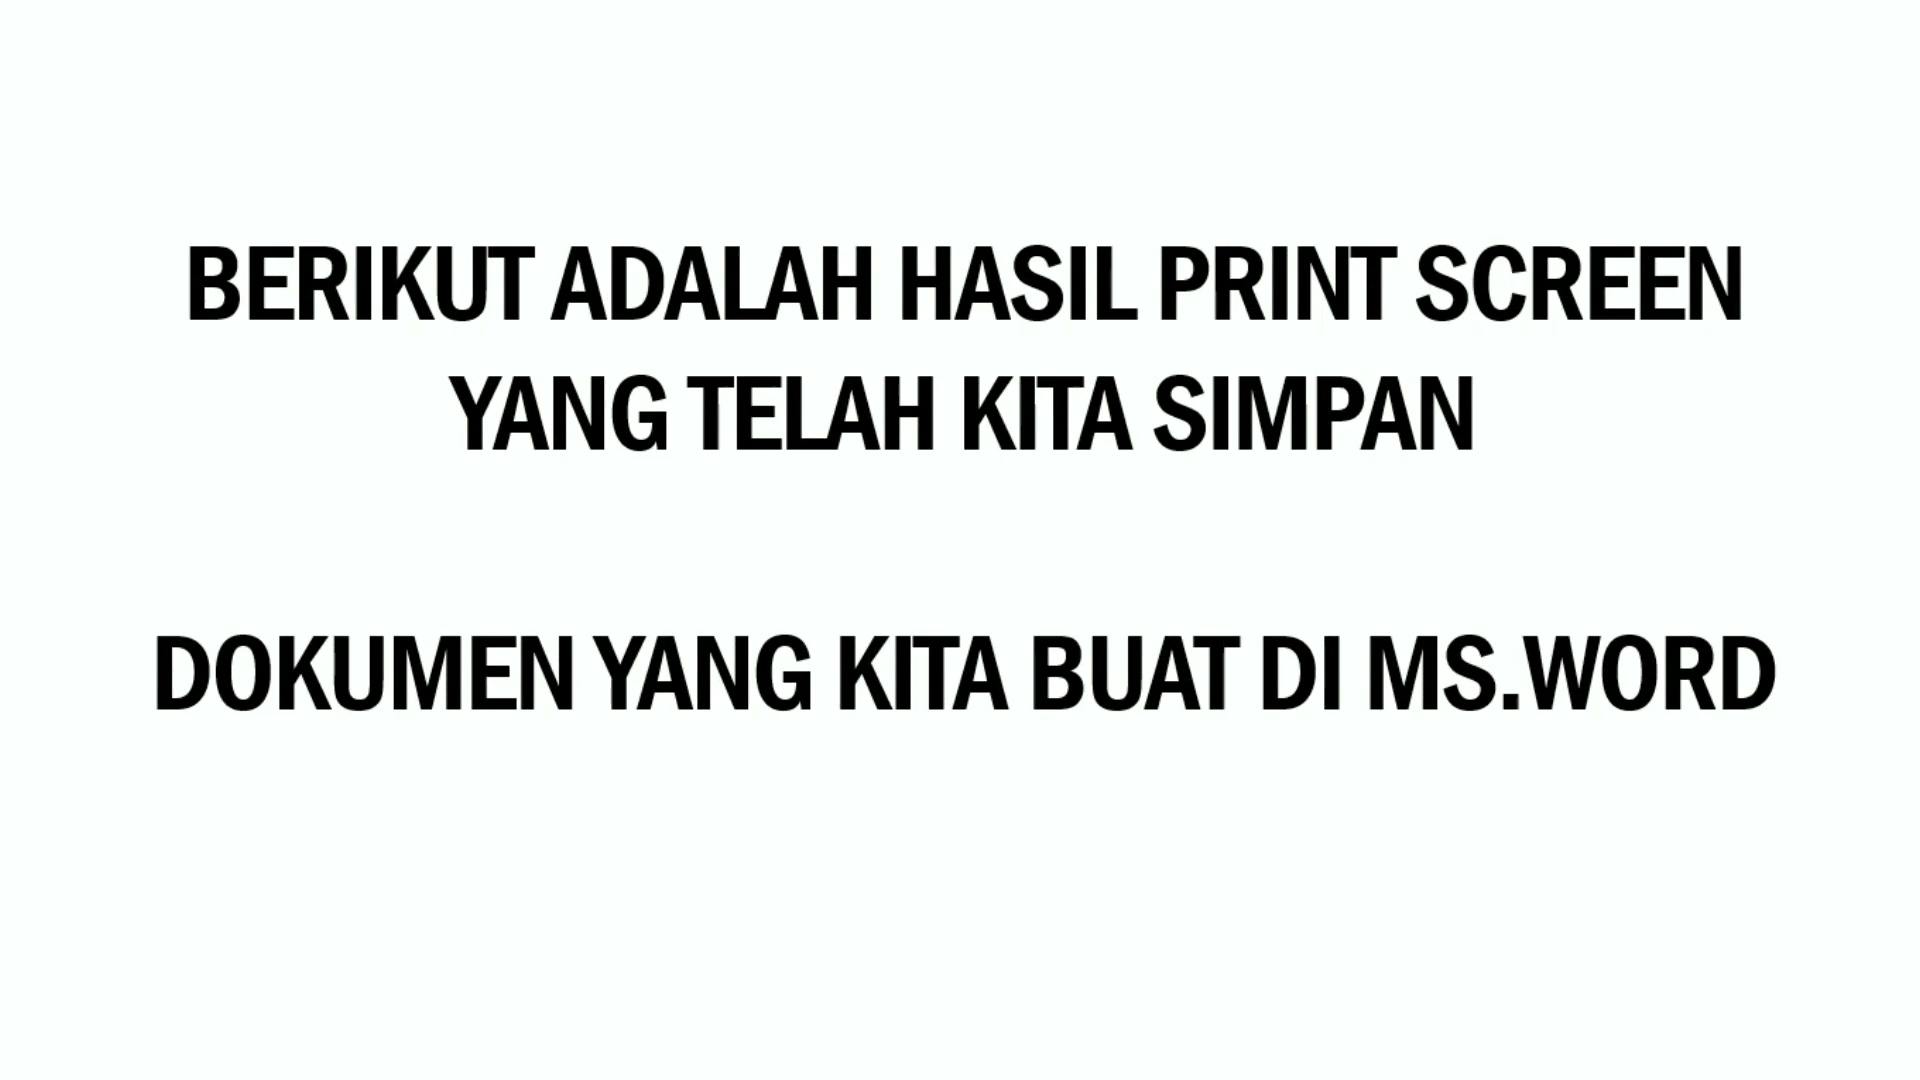 BERIKUT ADALAH HASIL PRINT SCREEN
YANG TELAH KITA SIMPAN
DOKUMEN YANG KITA BUAT DI MS.WORD